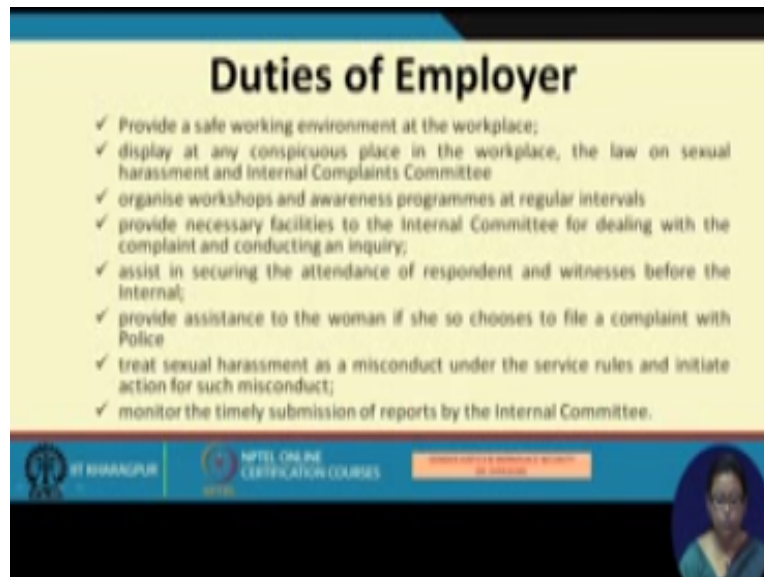 Duties of Employer
✓ Provide a safe working environment at the workplace;
✓ display at any conspicuous place in the workplace, the law on sexual
harassment and Internal Complaints Committee
✓ organise workshops and awareness programmes at regular intervals
✓ provide necessary facilities to the Internal Committee for dealing with the
complaint and conducting an inquiry;
✓ assist in securing the attendance of respondent and witnesses before the
Internal;
✓ provide assistance to the woman if she so chooses to file a complaint with
Police
✓ treat sexual harassment as a misconduct under the service rules and initiate
action for such misconduct;
✓ monitor the timely submission of reports by the Internal Committee.
IIT KHARAGPUR
NPTEL ONLINE
CERTIFICATION COURSES
NPTEL